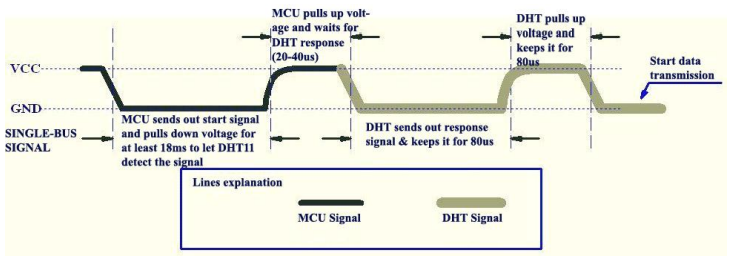 MCU pulls up volt-
age and waits for
DHT response
(20-40us)
DHT pulls up
voltage and
keeps it for
80us
Start data
transmission
VCC
GND
SINGLE-BUS
SIGNAL
MCU sends out start signal
and pulls down voltage for
at least 18ms to let DHT11
detect the signal
DHT sends out response
signal & keeps it for 80us
Lines explanation
MCU Signal
DHT Signal